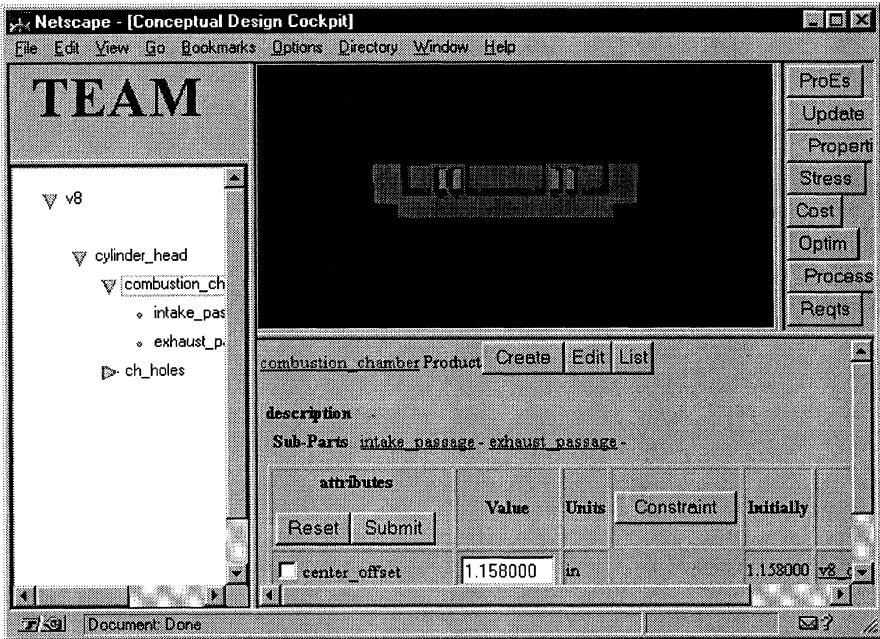 Netscape - [Conceptual Design Cockpit]
File Edit View Go Bookmarks Options Directory Window Help
TEAM
v8
cylinder_head
combustion_ch
intake_pas
exhaust_p
ch_holes
ProEs
Update
Properti
Stress
Cost
Optim
Process
Reqts
combustion_chamber Product Create Edit List
description
Sub-Parts intake_passage - exhaust_passage -
attributes Value Units Constraint Initially
Reset Submit
center_offset 1.158000 in 1.158000 v8_c
Document: Done